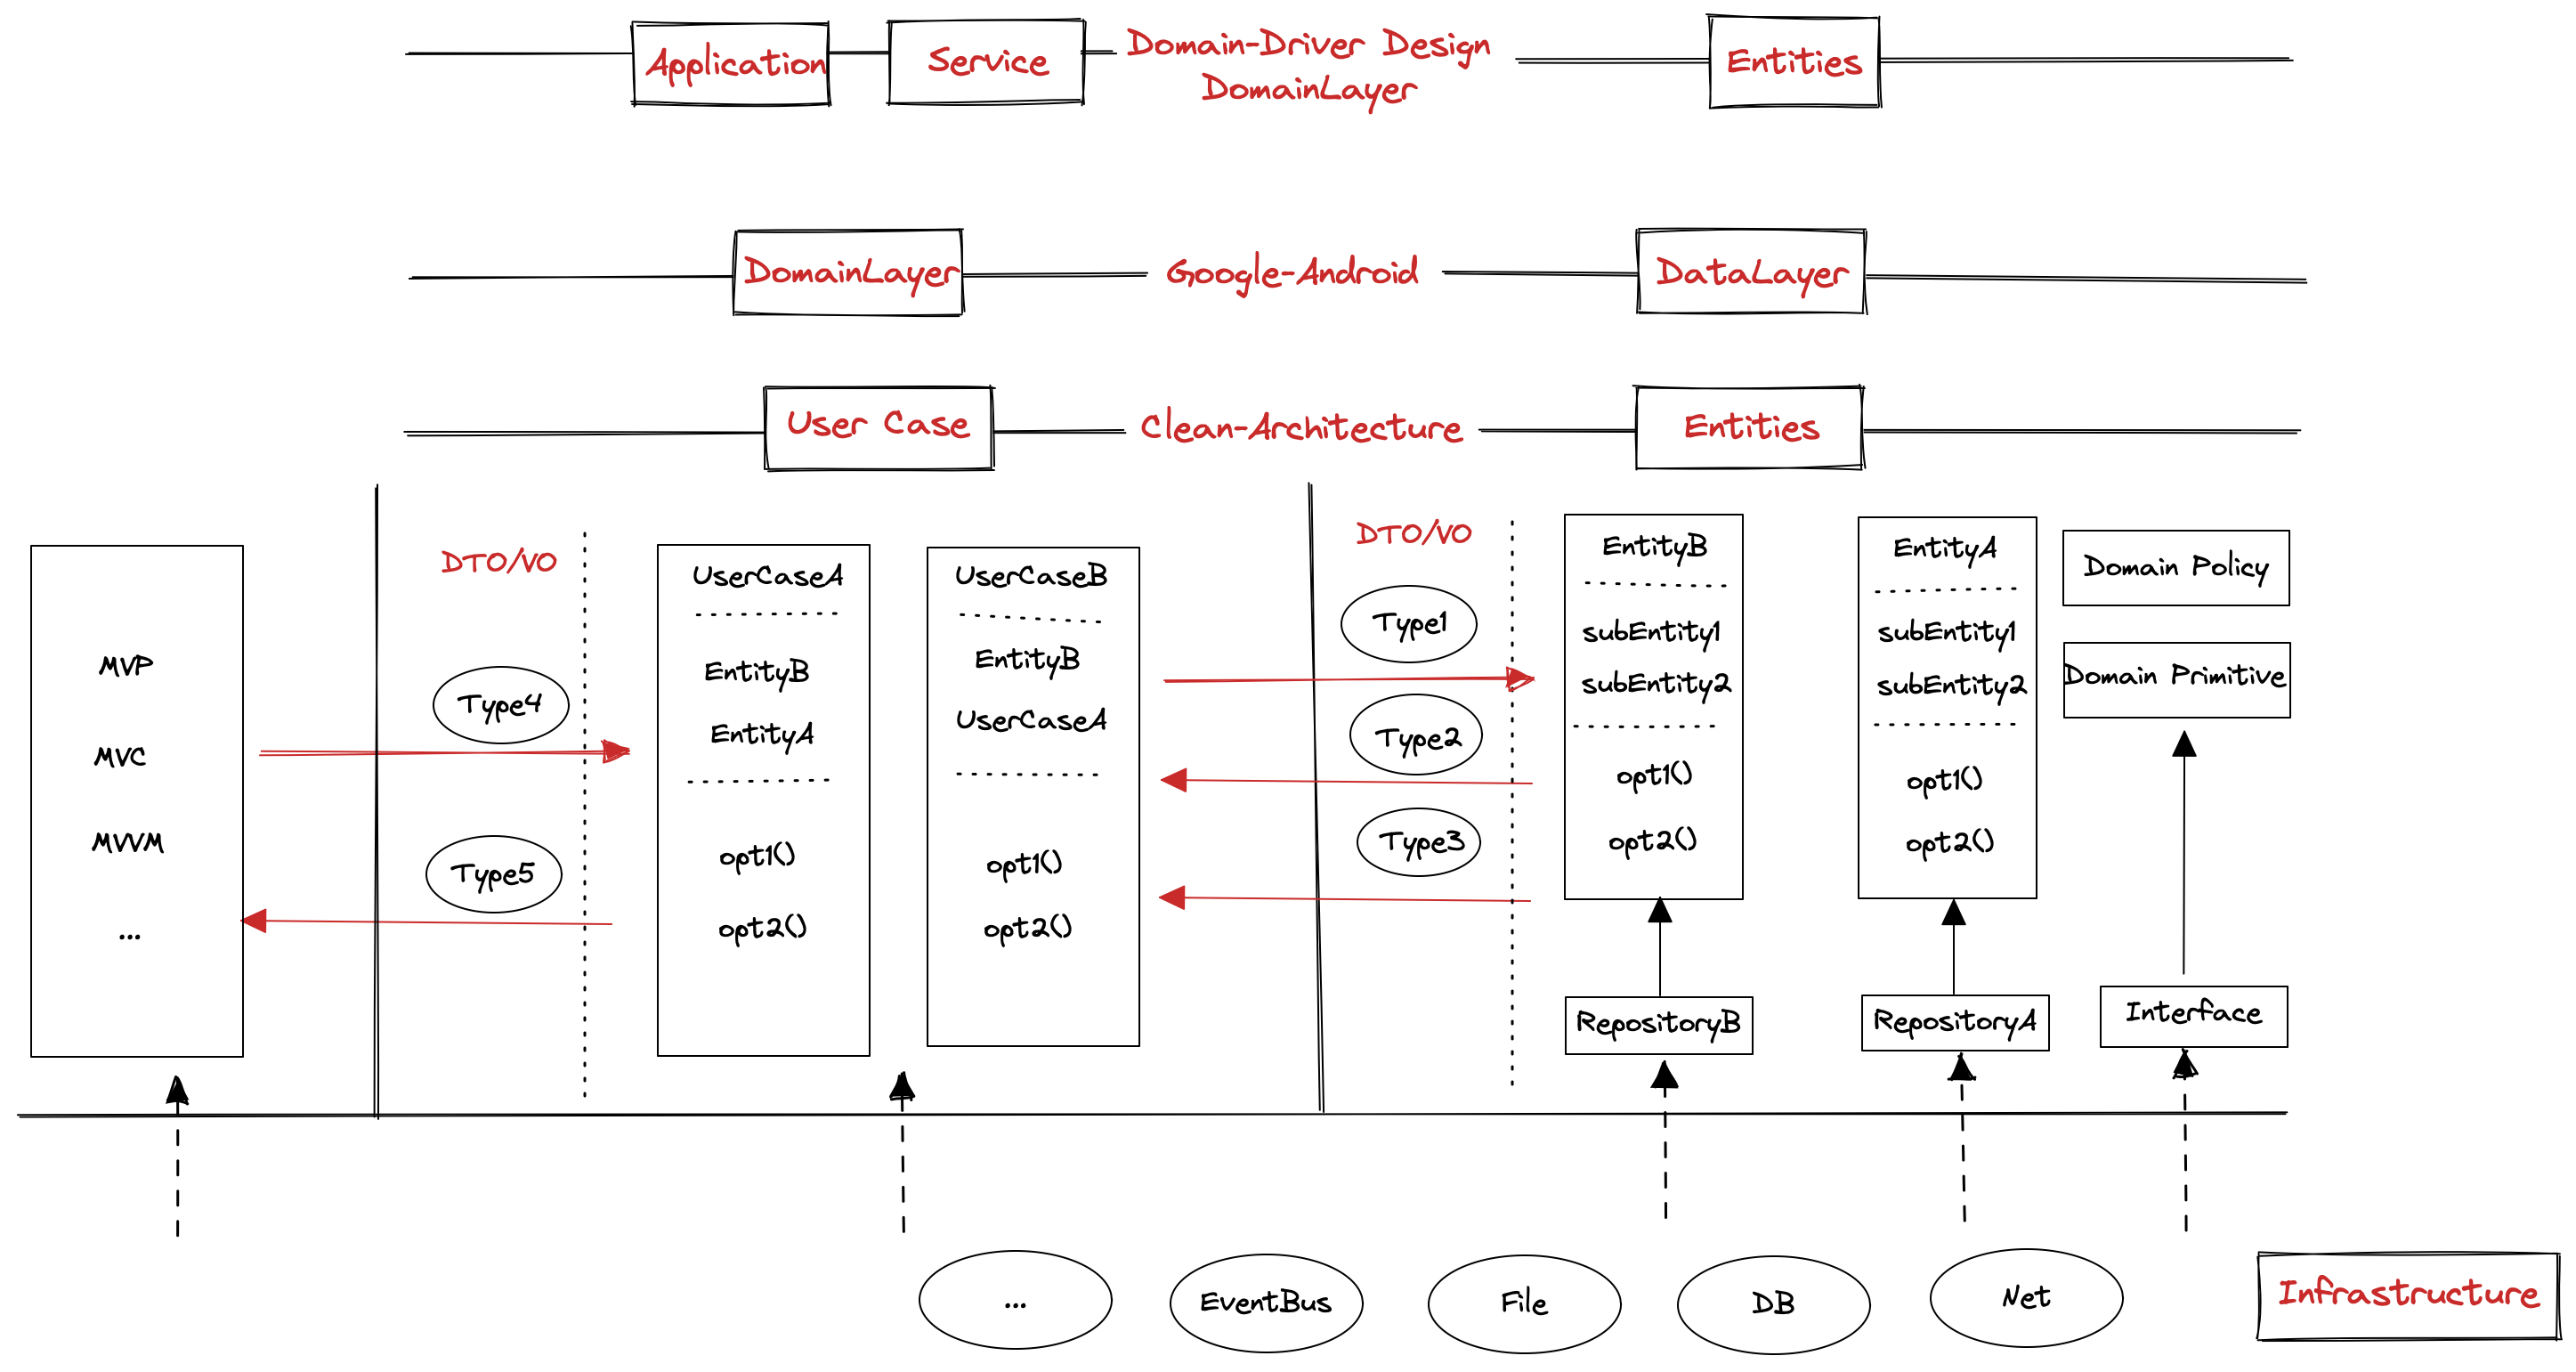 Application
Service
Domain-Driver Design
DomainLayer
Entities
DomainLayer
Google-Android
DataLayer
User Case
Clean-Architecture
Entities
MVP
MVC
MVVM
...
DTO/VO
Type4
Type5
UserCaseA
EntityB
EntityA
opt1()
opt2()
UserCaseB
EntityB
UserCaseA
opt1()
opt2()
DTO/VO
Type1
Type2
Type3
EntityB
subEntity1
subEntity2
opt1()
opt2()
RepositoryB
EntityA
subEntity1
subEntity2
opt1()
opt2()
RepositoryA
Domain Policy
Domain Primitive
Interface
...
EventBus
File
DB
Net
Infrastructure